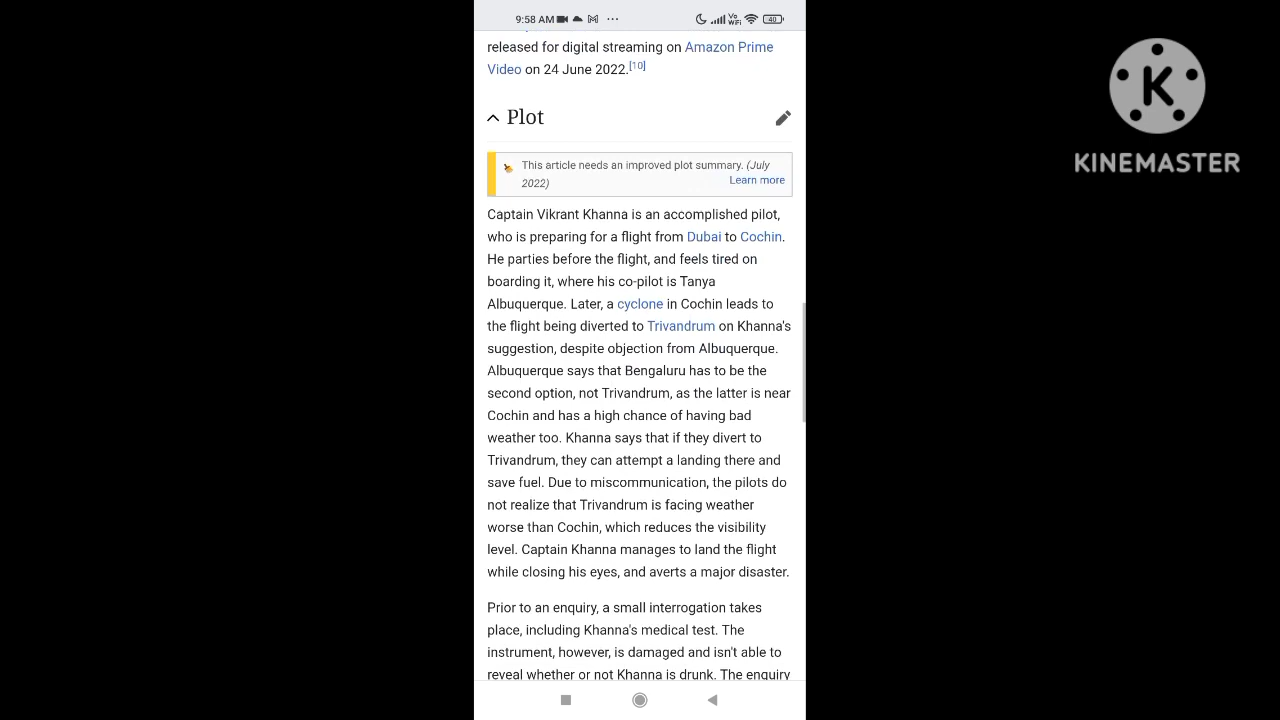 9:58 AM
Vo
WiFi
40
released for digital streaming on Amazon Prime
Video on 24 June 2022.[10]
Plot
This article needs an improved plot summary. (July
2022)
Learn more
Captain Vikrant Khanna is an accomplished pilot,
who is preparing for a flight from Dubai to Cochin.
He parties before the flight, and feels tired on
boarding it, where his co-pilot is Tanya
Albuquerque. Later, a cyclone in Cochin leads to
the flight being diverted to Trivandrum on Khanna's
suggestion, despite objection from Albuquerque.
Albuquerque says that Bengaluru has to be the
second option, not Trivandrum, as the latter is near
Cochin and has a high chance of having bad
weather too. Khanna says that if they divert to
Trivandrum, they can attempt a landing there and
save fuel. Due to miscommunication, the pilots do
not realize that Trivandrum is facing weather
worse than Cochin, which reduces the visibility
level. Captain Khanna manages to land the flight
while closing his eyes, and averts a major disaster.
Prior to an enquiry, a small interrogation takes
place, including Khanna's medical test. The
instrument, however, is damaged and isn't able to
reveal whether or not Khanna is drunk. The enquiry
K
KINEMASTER